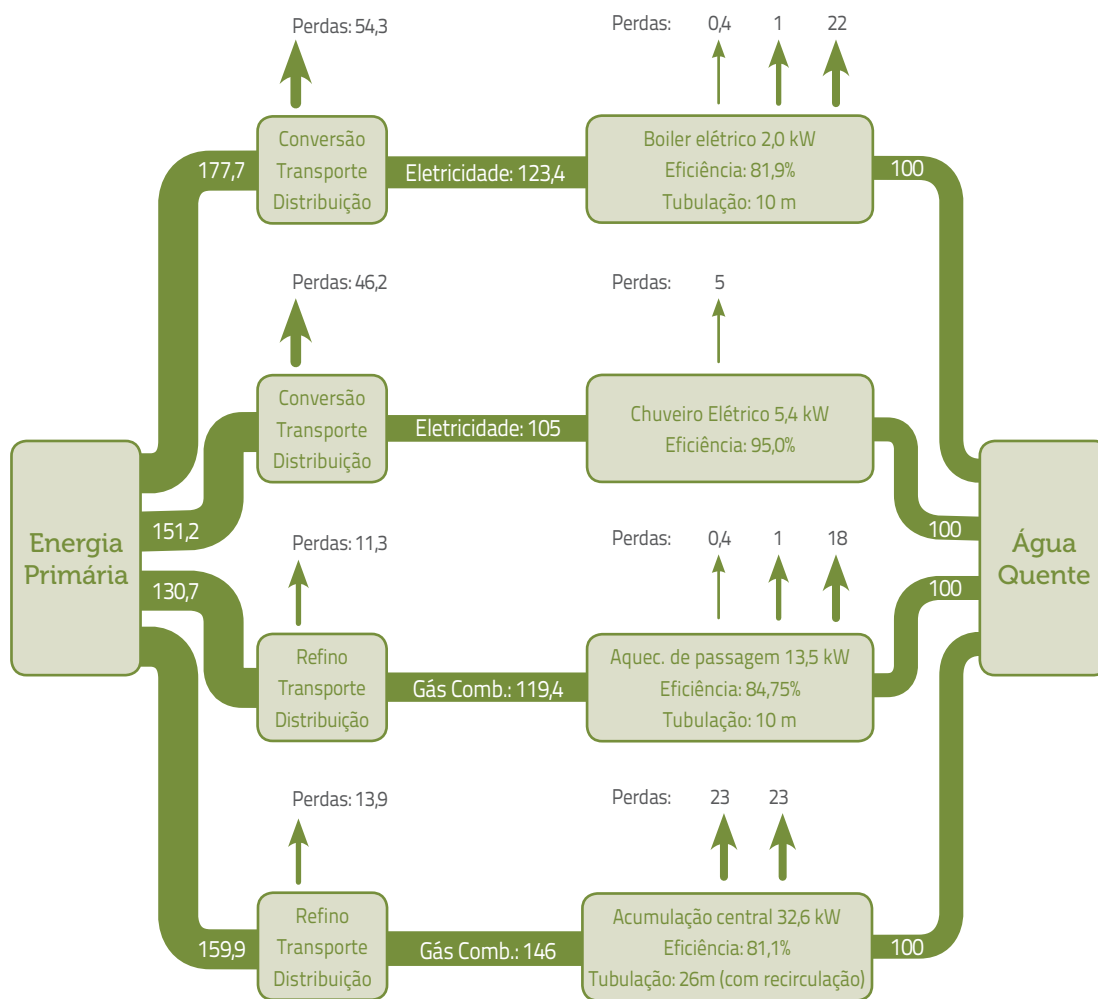 Perdas: 54,3
Perdas: 0,4 1 22
177,7
Conversão
Transporte
Distribuição
Eletricidade: 123,4
Boiler elétrico 2,0 kW
Eficiência: 81,9%
Tubulação: 10 m
100
Perdas: 46,2
Perdas: 5
151,2
Conversão
Transporte
Distribuição
Eletricidade: 105
Chuveiro Elétrico 5,4 kW
Eficiência: 95,0%
100
Energia
Primária
Água
Quente
Perdas: 11,3
Perdas: 0,4 1 18
130,7
Refino
Transporte
Distribuição
Gás Comb.: 119,4
Aquec. de passagem 13,5 kW
Eficiência: 84,75%
Tubulação: 10 m
100
Perdas: 13,9
Perdas: 23 23
159,9
Refino
Transporte
Distribuição
Gás Comb.: 146
Acumulação central 32,6 kW
Eficiência: 81,1%
Tubulação: 26m (com recirculação)
100